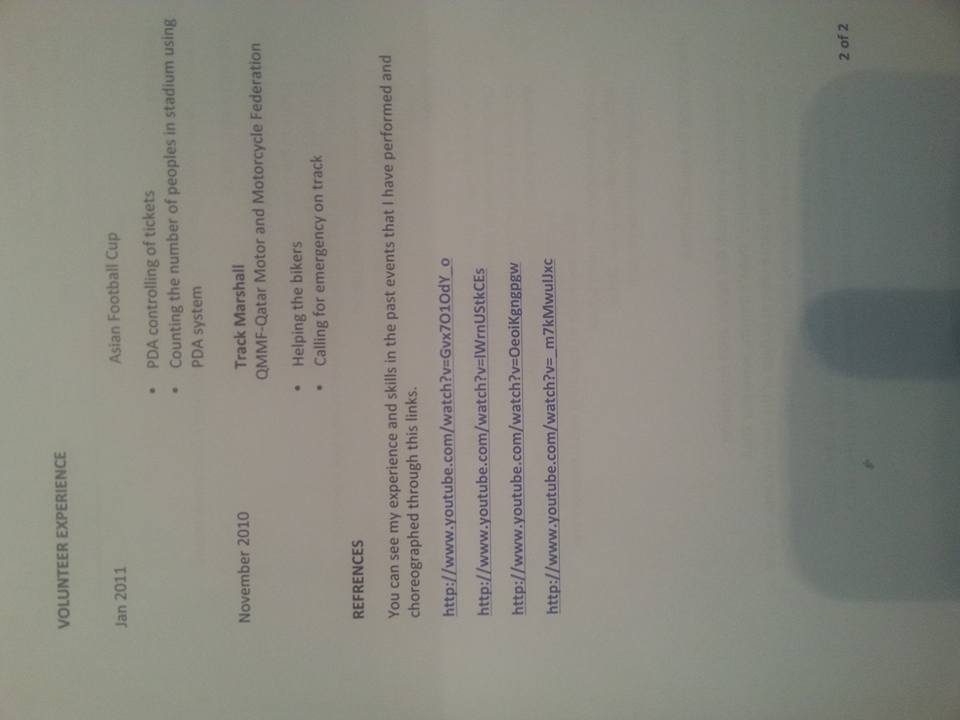 VOLUNTEER EXPERIENCE
Jan 2011 Asian Football Cup
• PDA controlling of tickets
• Counting the number of peoples in stadium using
PDA system
November 2010 Track Marshall
QMMF-Qatar Motor and Motorcycle Federation
• Helping the bikers
• Calling for emergency on track
REFRENCES
You can see my experience and skills in the past events that I have performed and
choreographed through this links.
http://www.youtube.com/watch?v=Gvx7O1OdY_o
http://www.youtube.com/watch?v=IWrnUStkCEs
http://www.youtube.com/watch?v=OeoiKgngpgw
http://www.youtube.com/watch?v=_m7kMwulJxc
2 of 2